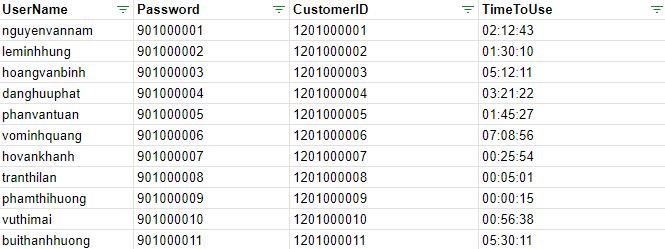 UserName Password CustomerID TimeToUse
nguyenvannam 901000001 1201000001 02:12:43
leminhhung 901000002 1201000002 01:30:10
hoangvanbinh 901000003 1201000003 05:12:11
danghuuphat 901000004 1201000004 03:21:22
phanvantuan 901000005 1201000005 01:45:27
vominhquang 901000006 1201000006 07:08:56
hovankhanh 901000007 1201000007 00:25:54
tranthilan 901000008 1201000008 00:05:01
phamthihuong 901000009 1201000009 00:00:15
vuthimai 901000010 1201000010 00:56:38
buithanhhuong 901000011 1201000011 05:30:11